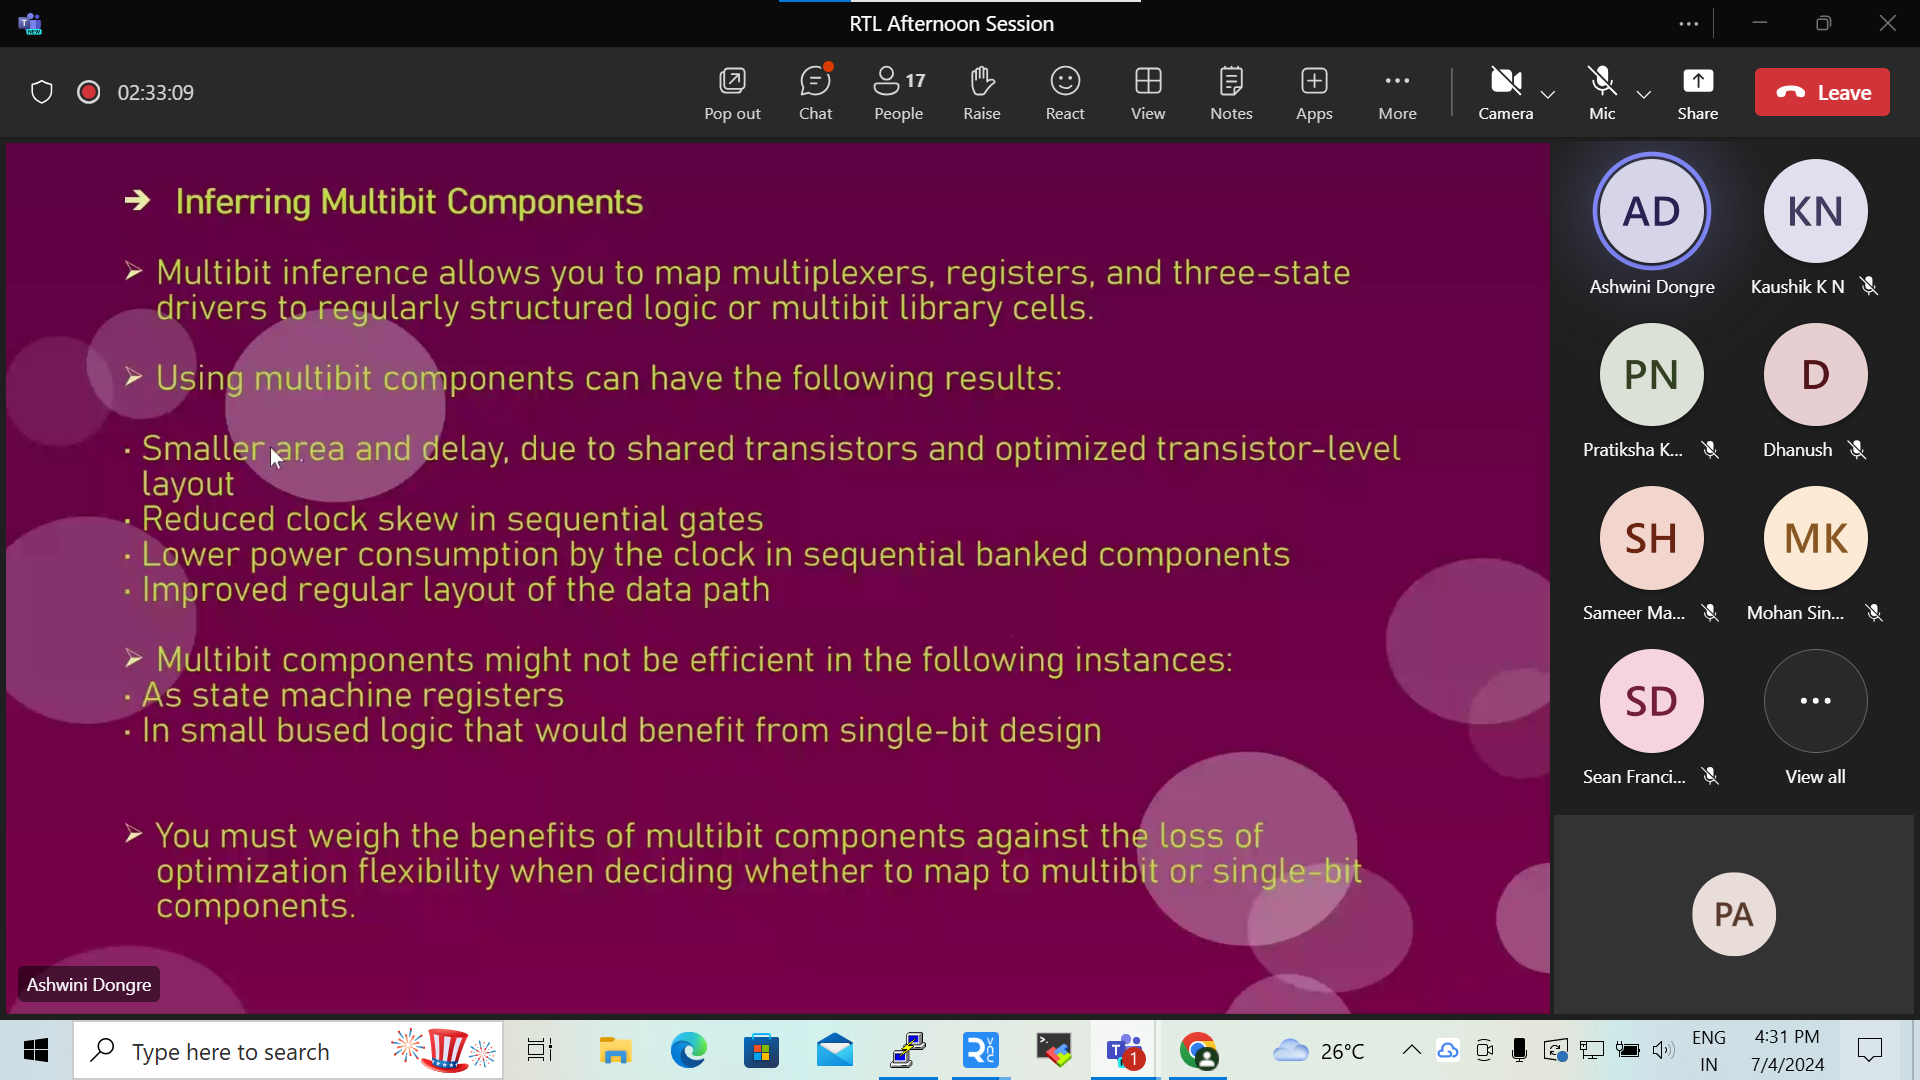 RTL Afternoon Session
02:33:09
Pop out
Chat
17
People
Raise
React
View
Notes
Apps
More
Camera
Mic
Share
Leave
➔ Inferring Multibit Components
➢ Multibit inference allows you to map multiplexers, registers, and three-state
drivers to regularly structured logic or multibit library cells.
➢ Using multibit components can have the following results:
· Smaller area and delay, due to shared transistors and optimized transistor-level
layout
· Reduced clock skew in sequential gates
· Lower power consumption by the clock in sequential banked components
· Improved regular layout of the data path
➢ Multibit components might not be efficient in the following instances:
· As state machine registers
· In small bused logic that would benefit from single-bit design
➢ You must weigh the benefits of multibit components against the loss of
optimization flexibility when deciding whether to map to multibit or single-bit
components.
Ashwini Dongre
AD
Ashwini Dongre
KN
Kaushik K N
PN
Pratiksha K...
D
Dhanush
SH
Sameer Ma...
MK
Mohan Sin...
SD
Sean Franci...
View all
PA
Type here to search
1
26°C
ENG
IN
4:31 PM
7/4/2024